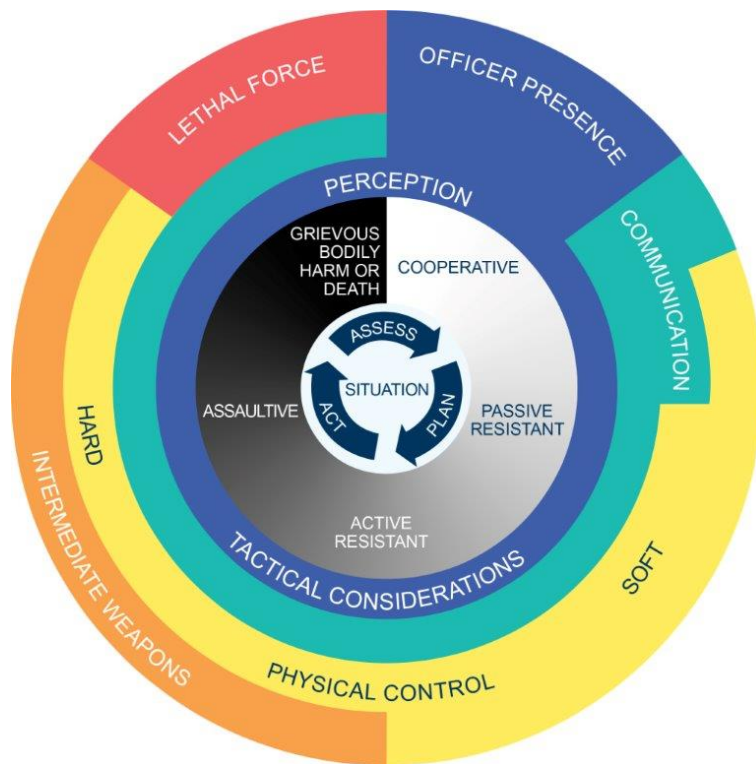 LETHAL FORCE
OFFICER PRESENCE
COMMUNICATION
PERCEPTION
GRIEVOUS
BODILY
HARM OR
DEATH
COOPERATIVE
ASSESS
SITUATION
ACT
PLAN
ASSAULTIVE
PASSIVE
RESISTANT
ACTIVE
RESISTANT
TACTICAL CONSIDERATIONS
HARD
SOFT
INTERMEDIATE WEAPONS
PHYSICAL CONTROL